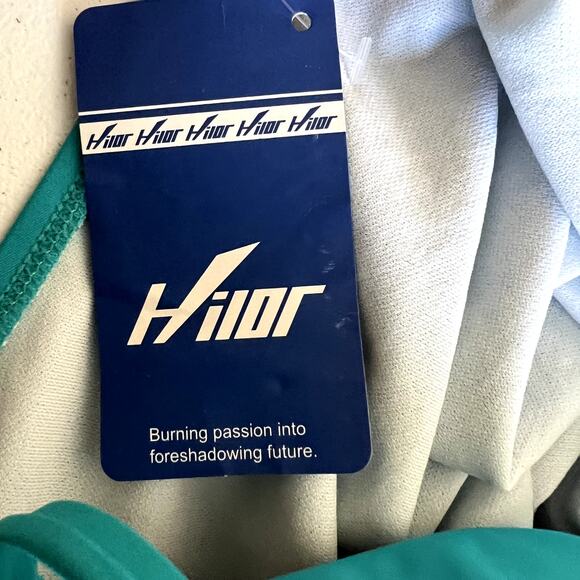 Hilor Hilor Hilor Hilor Hilor
Hilor
Burning passion into
foreshadowing future.